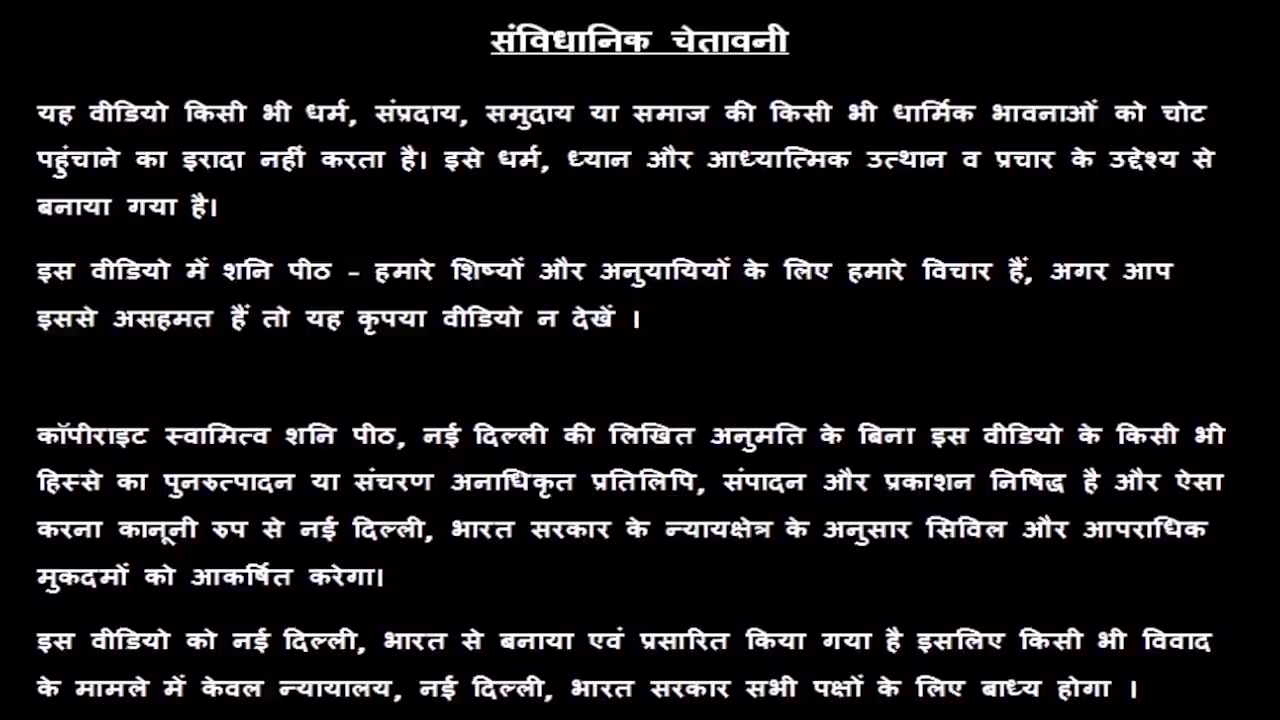 संविधानिक चेतावनी
यह वीडियो किसी भी धर्म, संप्रदाय, समुदाय या समाज की किसी भी धार्मिक भावनाओं को चोट
पहुंचाने का इरादा नहीं करता है। इसे धर्म, ध्यान और आध्यात्मिक उत्थान व प्रचार के उद्देश्य से
बनाया गया है।
इस वीडियो में शनि पीठ – हमारे शिष्यों और अनुयायियों के लिए हमारे विचार हैं, अगर आप
इससे असहमत हैं तो यह कृपया वीडियो न देखें ।
कॉपीराइट स्वामित्व शनि पीठ, नई दिल्ली की लिखित अनुमति के बिना इस वीडियो के किसी भी
हिस्से का पुनरुत्पादन या संचरण अनाधिकृत प्रतिलिपि, संपादन और प्रकाशन निषिद्ध है और ऐसा
करना कानूनी रुप से नई दिल्ली, भारत सरकार के न्यायक्षेत्र के अनुसार सिविल और आपराधिक
मुकदमों को आकर्षित करेगा।
इस वीडियो को नई दिल्ली, भारत से बनाया एवं प्रसारित किया गया है इसलिए किसी भी विवाद
के मामले में केवल न्यायालय, नई दिल्ली, भारत सरकार सभी पक्षों के लिए बाध्य होगा ।